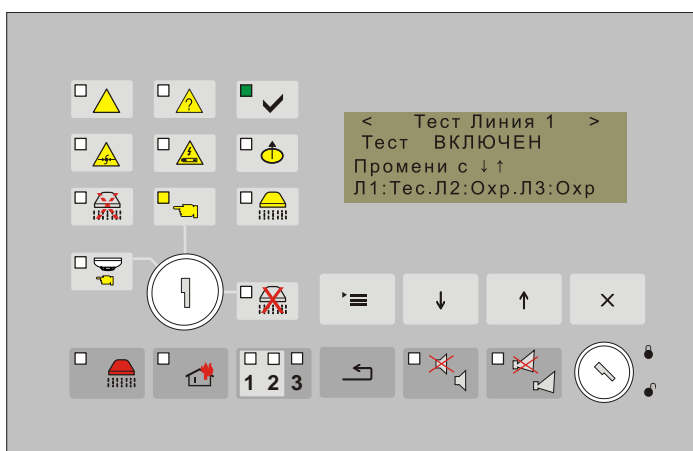 ?
< Тест Линия 1 >
Тест ВКЛЮЧЕН
Промени с ↓↑
Л1:Тес.Л2:Охр.Л3:Охр
1 2 3